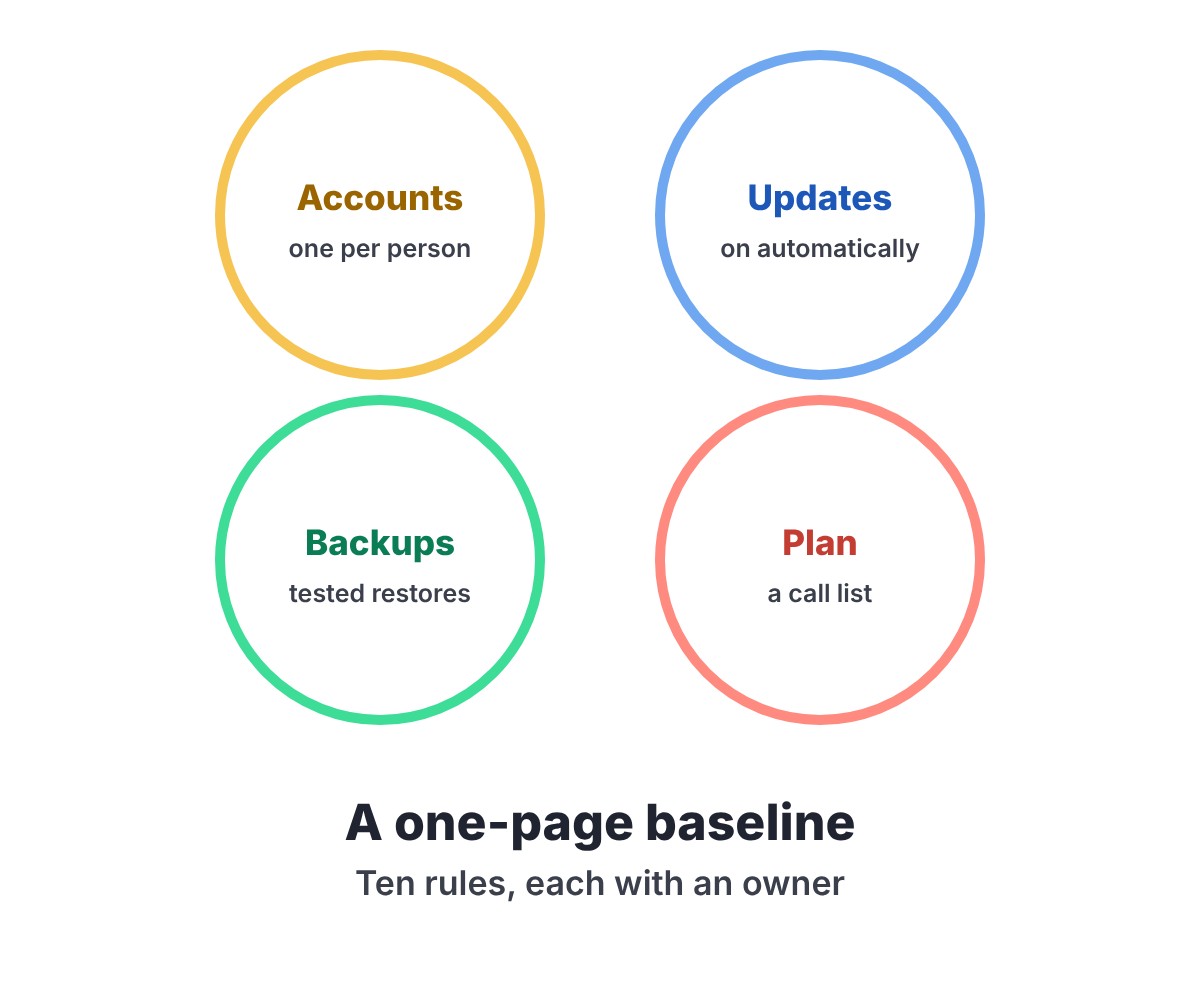 Accounts
one per person
Updates
on automatically
Backups
tested restores
Plan
a call list
A one-page baseline
Ten rules, each with an owner